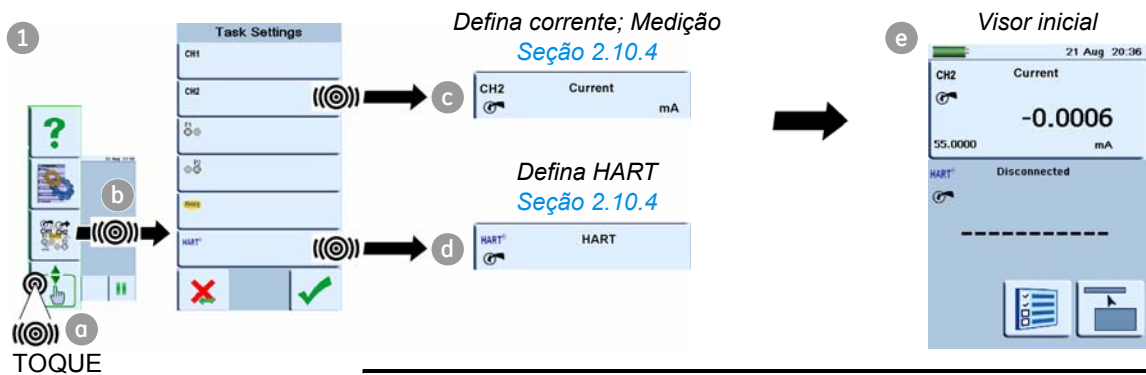 1
Task Settings
CH1
CH2
P1
P2
HART®
?
b
a
TOQUE
Defina corrente; Medição
Seção 2.10.4
c
CH2 Current
mA
Defina HART
Seção 2.10.4
d
HART® HART
e
Visor inicial
21 Aug 20:36
CH2 Current
-0.0006
55.0000 mA
HART® Disconnected
-----------